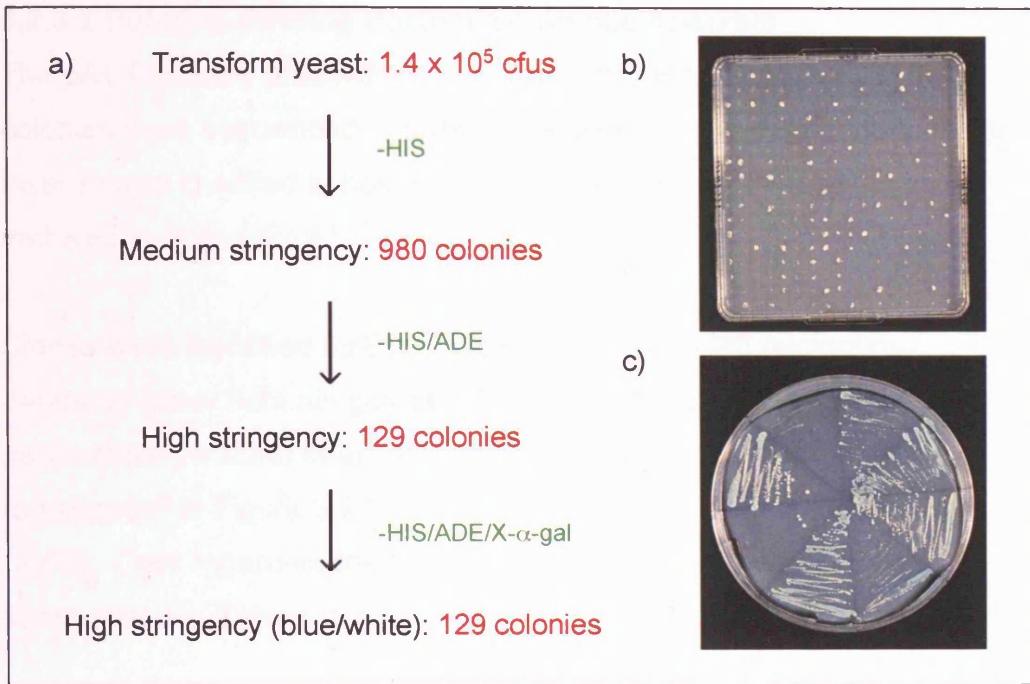 a)
Transform yeast: 1.4 x 10⁵ cfus
-HIS
Medium stringency: 980 colonies
-HIS/ADE
High stringency: 129 colonies
-HIS/ADE/X-α-gal
High stringency (blue/white): 129 colonies
b)
c)